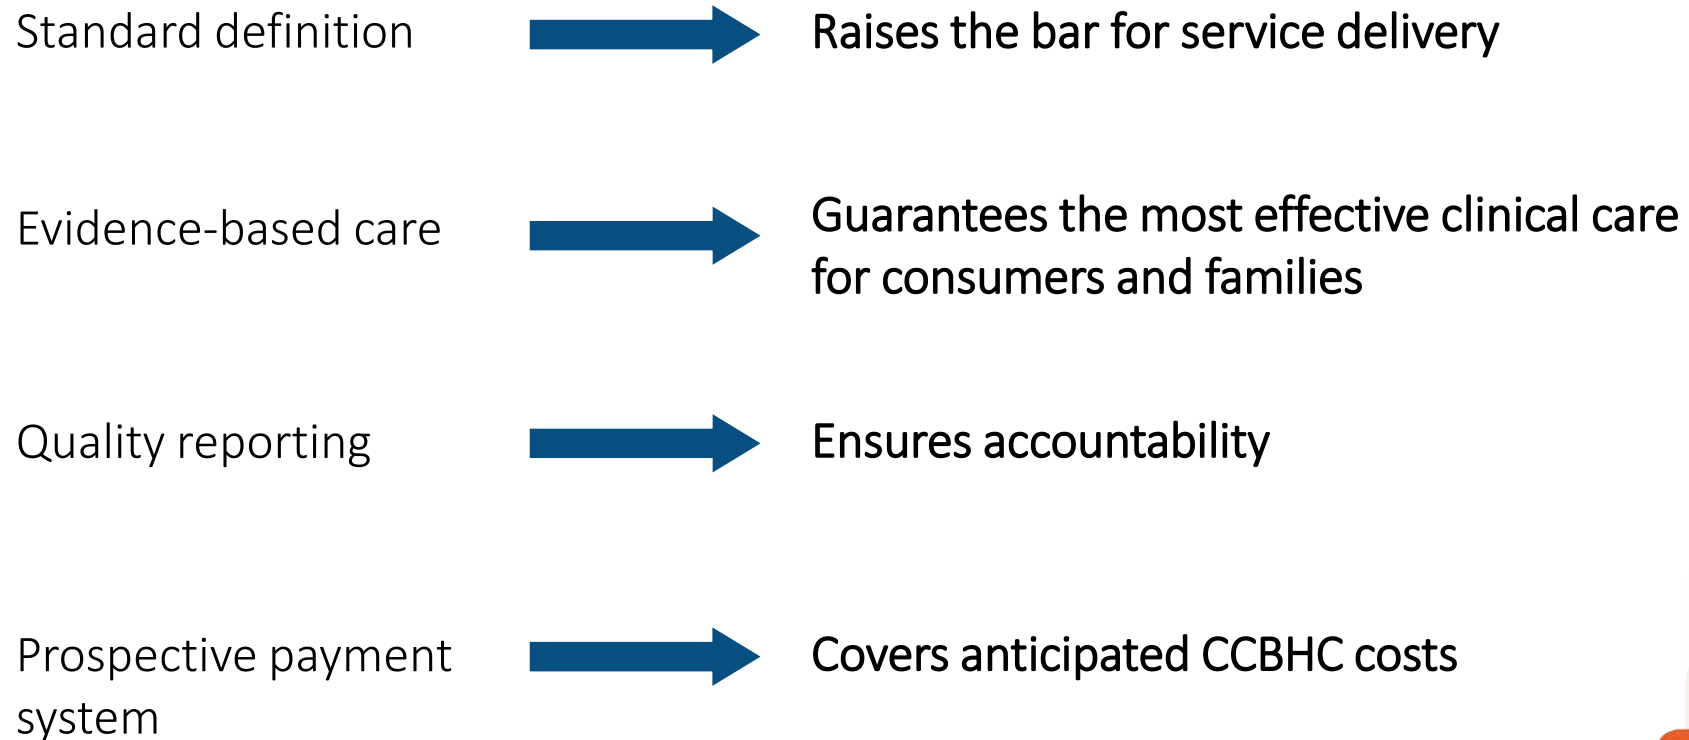 Standard definition
Raises the bar for service delivery
Evidence-based care
Guarantees the most effective clinical care
for consumers and families
Quality reporting
Ensures accountability
Prospective payment
system
Covers anticipated CCBHC costs